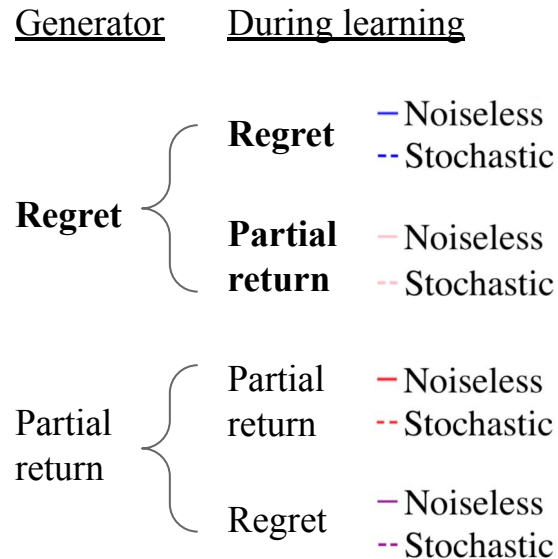 Generator During learning
Regret
Regret
Noiseless
Stochastic
Partial
return
Noiseless
Stochastic
Partial
return
Partial
return
Noiseless
Stochastic
Regret
Noiseless
Stochastic